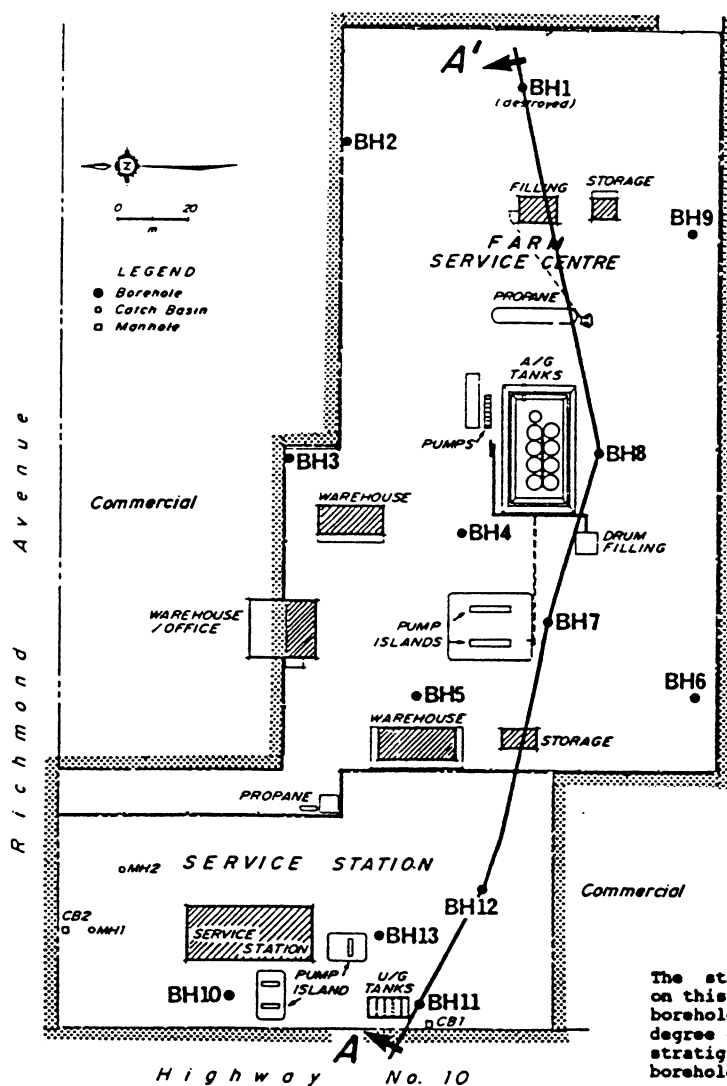 A'
BH1
(destroyed)
BH2
N
0 20
m
FILLING
STORAGE
BH9
FARM
SERVICE CENTRE
LEGEND
Borehole
Catch Basin
Manhole
PROPANE
A/G
TANKS
PUMPS
BH8
BH3
Commercial
WAREHOUSE
BH4
DRUM
FILLING
Richmond Avenue
WAREHOUSE
/OFFICE
PUMP
ISLANDS
BH7
BH5
BH6
WAREHOUSE
STORAGE
PROPANE
SERVICE STATION
MH2
BH12
Commercial
CB2
MH1
SERVICE
STATION
BH13
PUMP
ISLAND
U/G
TANKS
BH10
BH11
CB1
A
Highway No. 10
The st
on this
borehol
degree
stratig
borehol